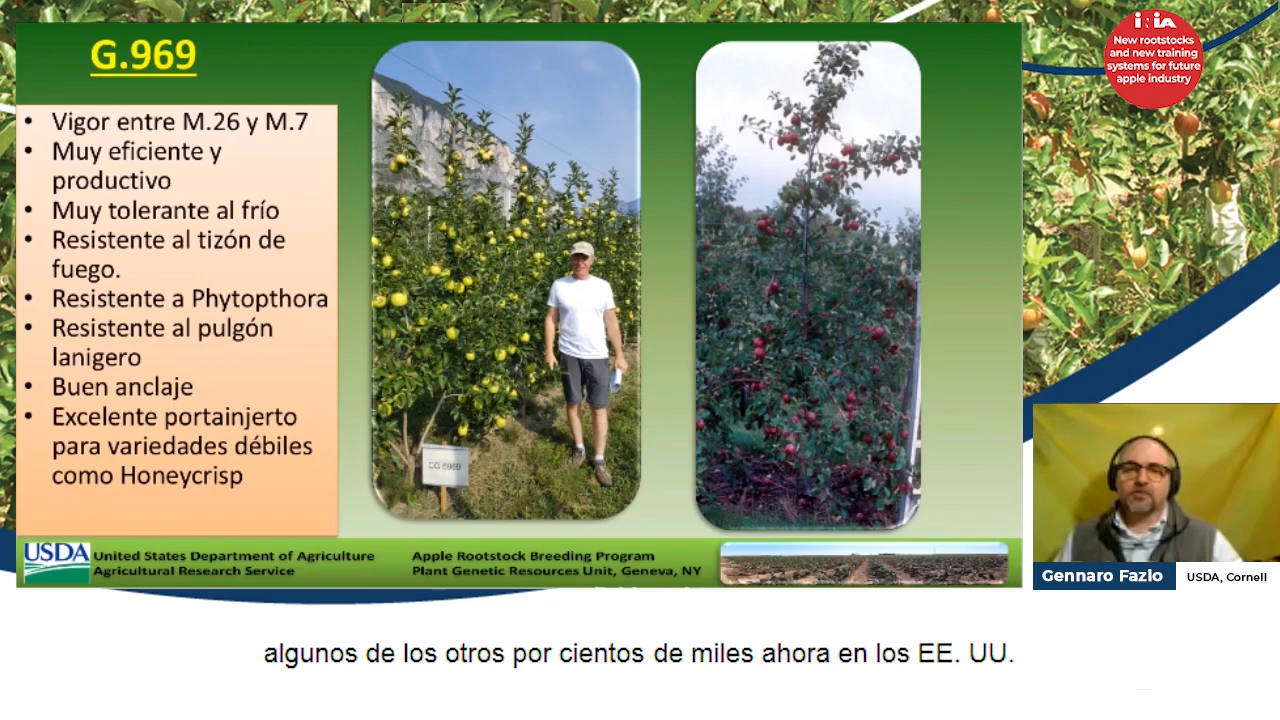 G.969
• Vigor entre M.26 y M.7
• Muy eficiente y
productivo
• Muy tolerante al frío
• Resistente al tizón de
fuego.
• Resistente a Phytopthora
• Resistente al pulgón
lanigero
• Buen anclaje
• Excelente portainjerto
para variedades débiles
como Honeycrisp
USDA
United States Department of Agriculture
Agricultural Research Service
Apple Rootstock Breeding Program
Plant Genetic Resources Unit, Geneva, NY
iNiA
New rootstocks
and new training
systems for future
apple industry
Gennaro Fazio
USDA, Cornell
algunos de los otros por cientos de miles ahora en los EE. UU.